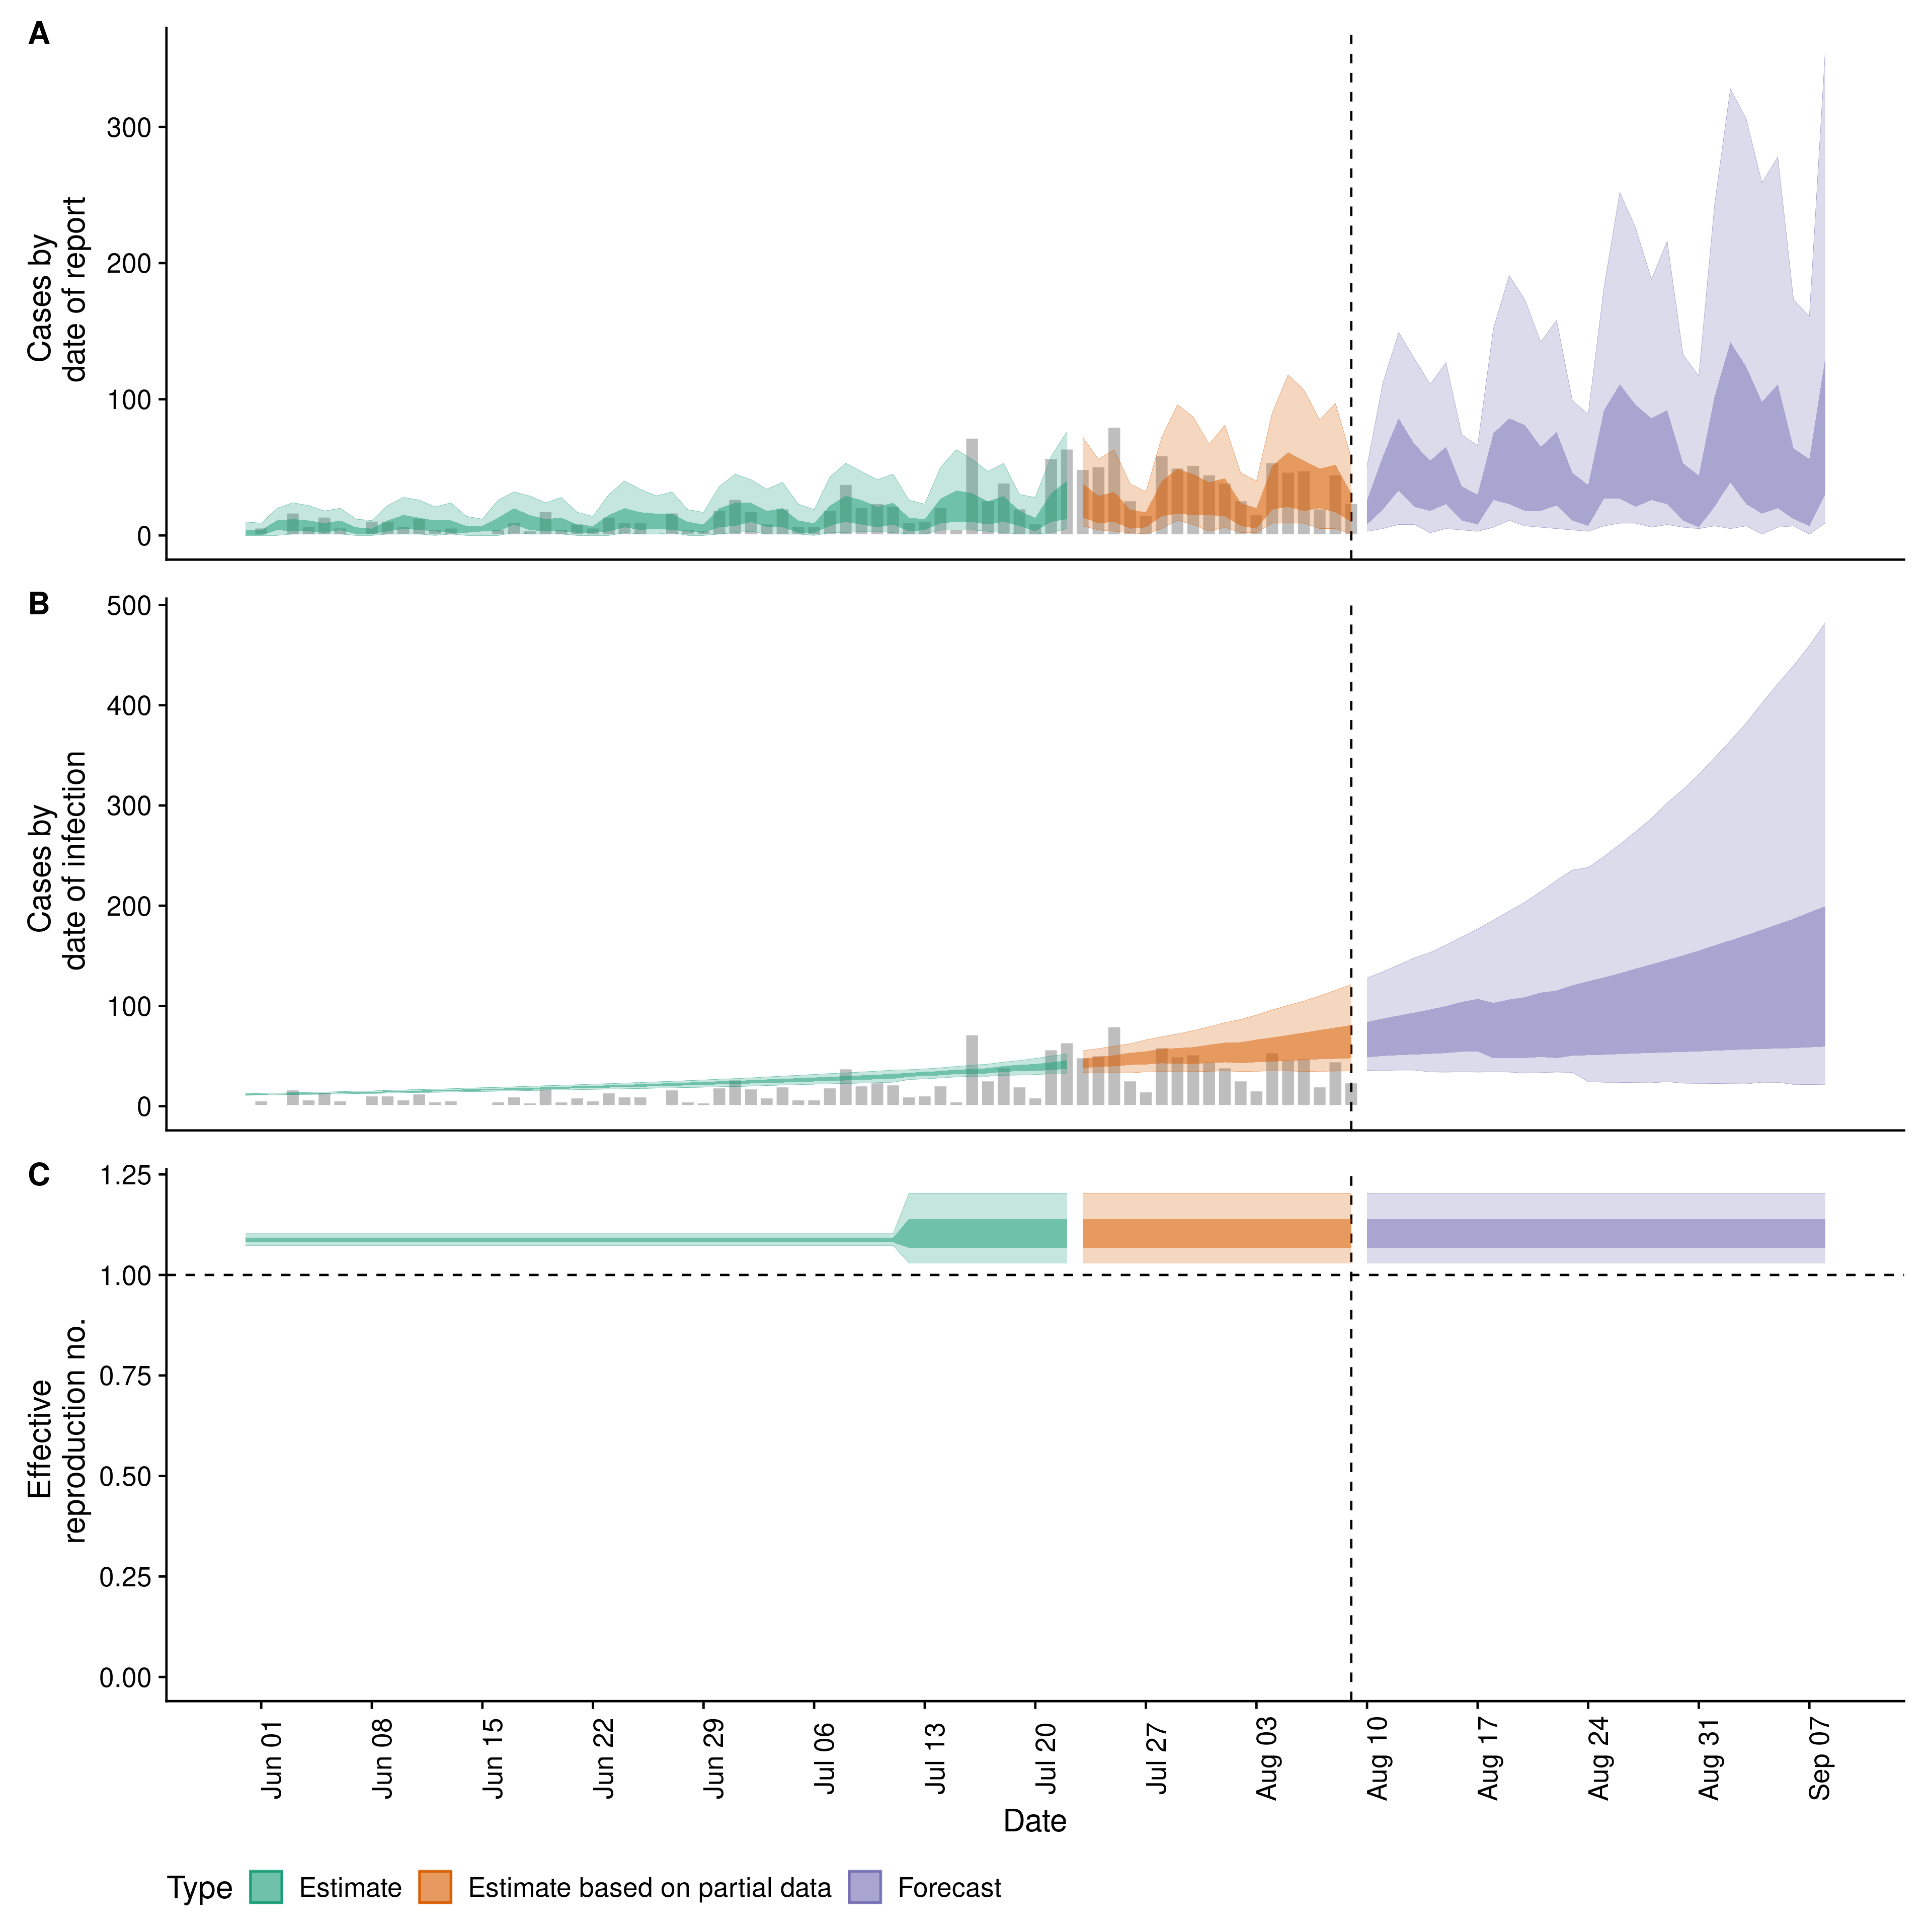 A
Cases by
date of report
300
200
100
0
B
Cases by
date of infection
500
400
300
200
100
0
C
Effective
reproduction no.
1.25
1.00
0.75
0.50
0.25
0.00
Jun 01
Jun 08
Jun 15
Jun 22
Jun 29
Jul 06
Jul 13
Jul 20
Jul 27
Aug 03
Aug 10
Aug 17
Aug 24
Aug 31
Sep 07
Date
Type Estimate Estimate based on partial data Forecast